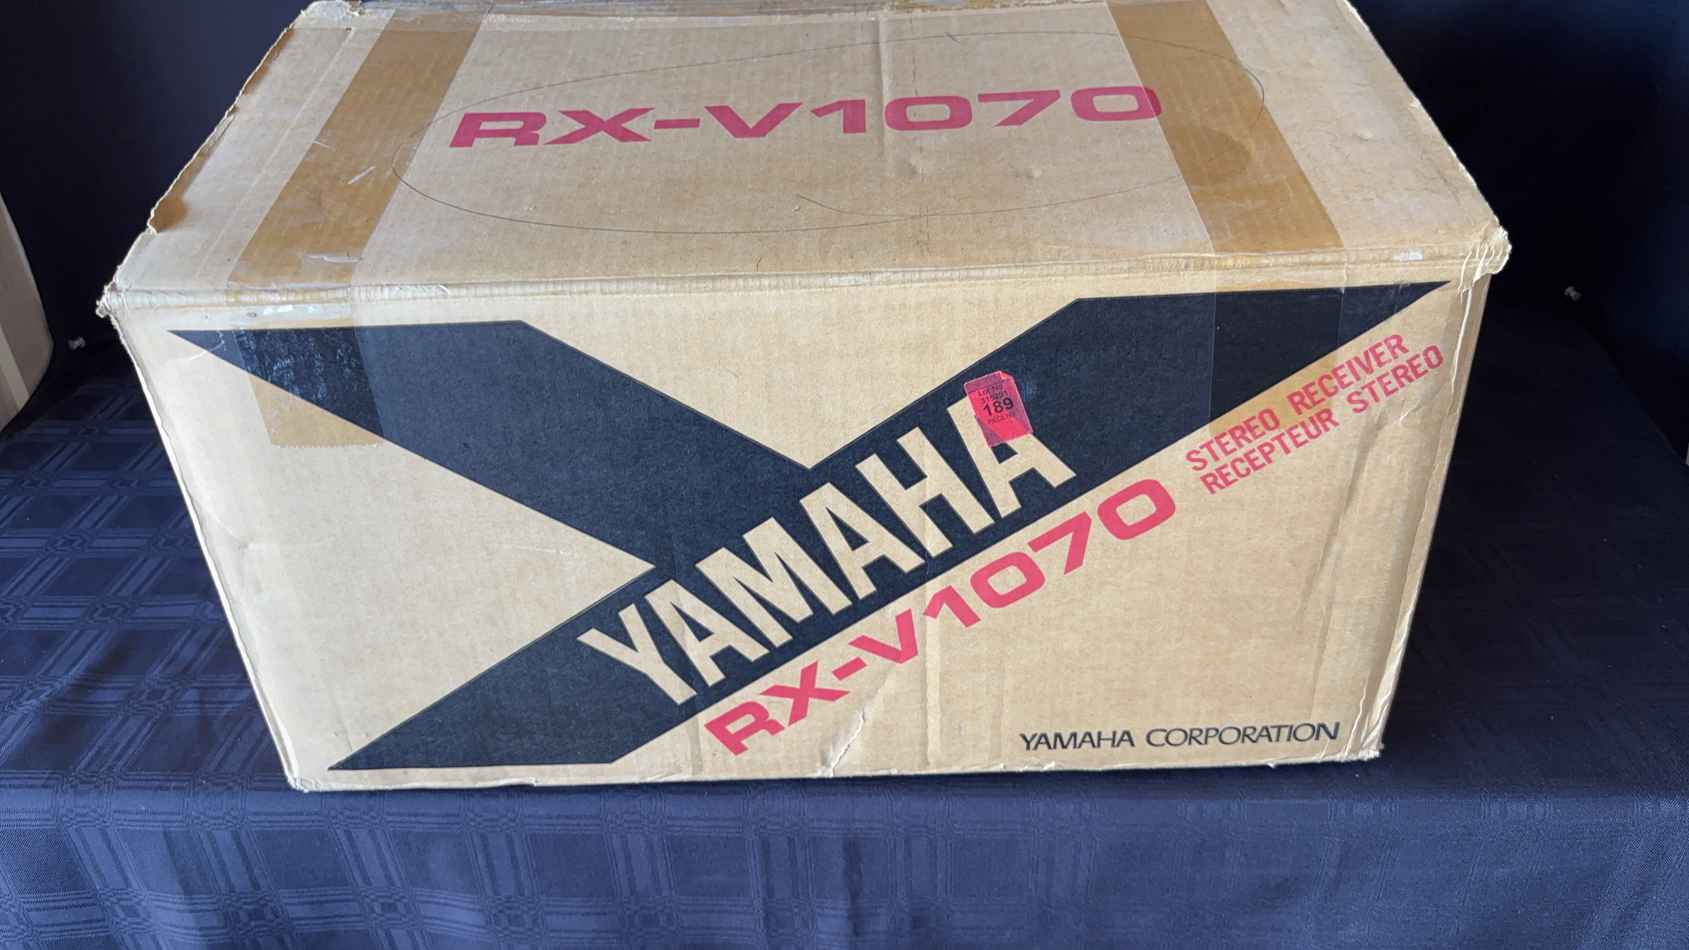 RX-V1070
189
YAMAHA
RX-V1070
STEREO RECEIVER
RECEPTEUR STEREO
YAMAHA CORPORATION